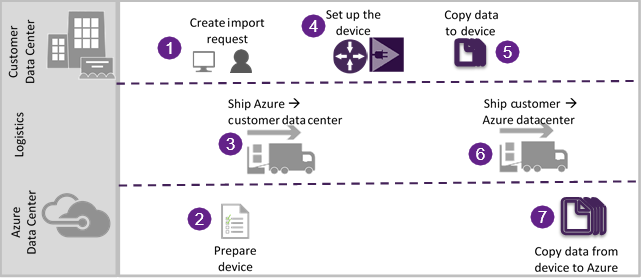 Customer
Data Center
1
Create import
request
4
Set up the
device
Copy data
to device
5
Logistics
Ship Azure →
customer data center
3
Ship customer →
Azure datacenter
6
Azure
Data Center
2
Prepare
device
7
Copy data from
device to Azure